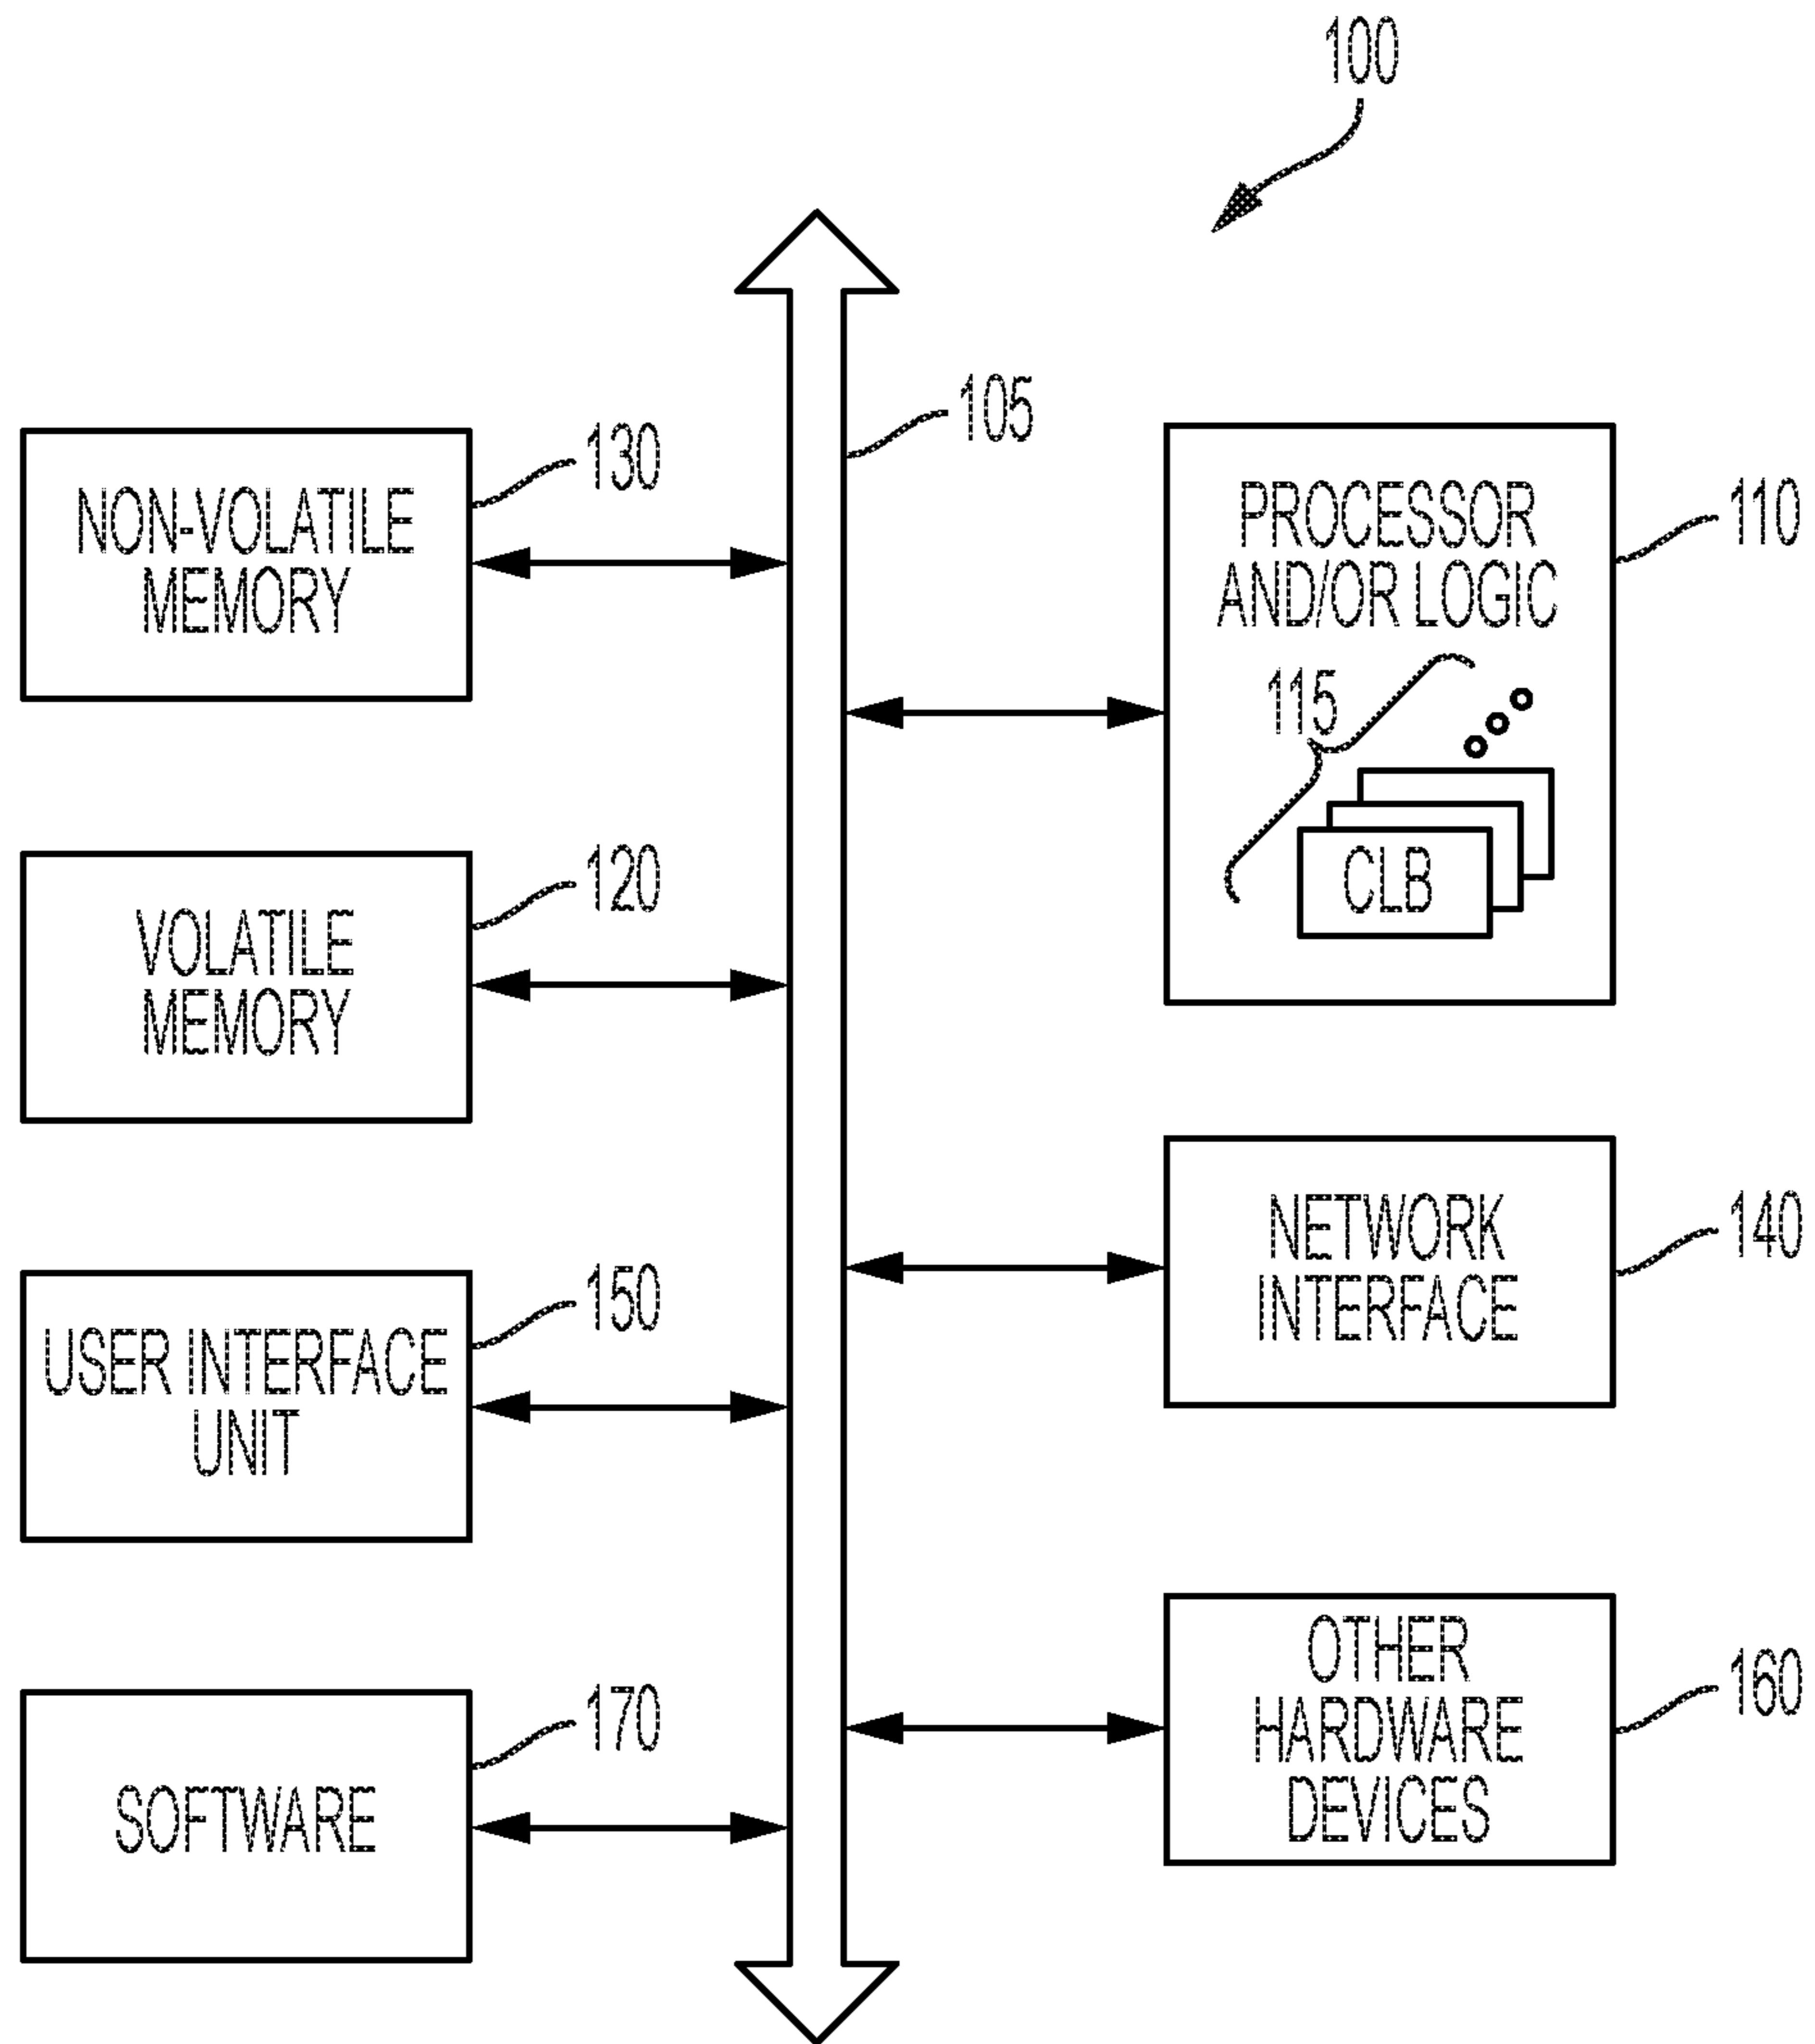 100
105
130
NON-VOLATILE
MEMORY
110
PROCESSOR
AND/OR LOGIC
115
CLB
120
VOLATILE
MEMORY
140
NETWORK
INTERFACE
150
USER INTERFACE
UNIT
160
OTHER
HARDWARE
DEVICES
170
SOFTWARE